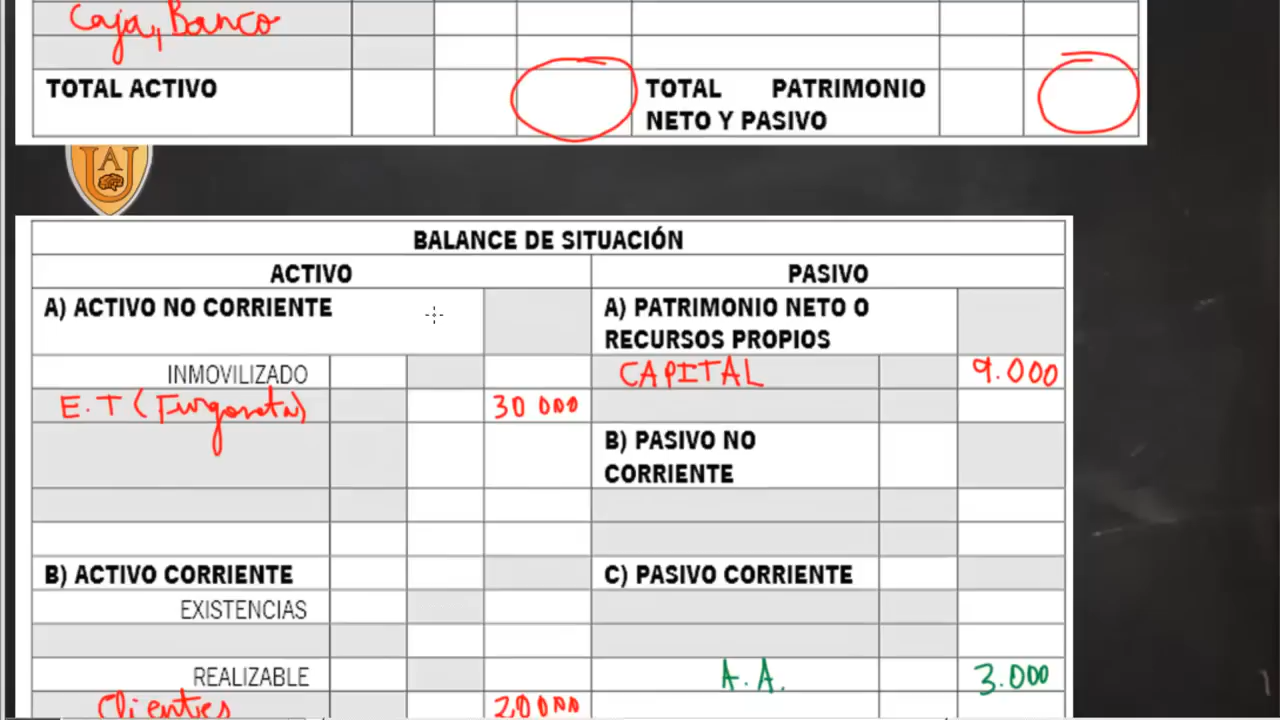 Caja, Banco
TOTAL ACTIVO
TOTAL PATRIMONIO
NETO Y PASIVO
UA
BALANCE DE SITUACIÓN
ACTIVO
PASIVO
A) ACTIVO NO CORRIENTE
A) PATRIMONIO NETO O
RECURSOS PROPIOS
INMOVILIZADO
CAPITAL
9.000
E.T (Furgoneta)
30 000
B) PASIVO NO
CORRIENTE
B) ACTIVO CORRIENTE
C) PASIVO CORRIENTE
EXISTENCIAS
REALIZABLE
A.A.
3.000
Clientes